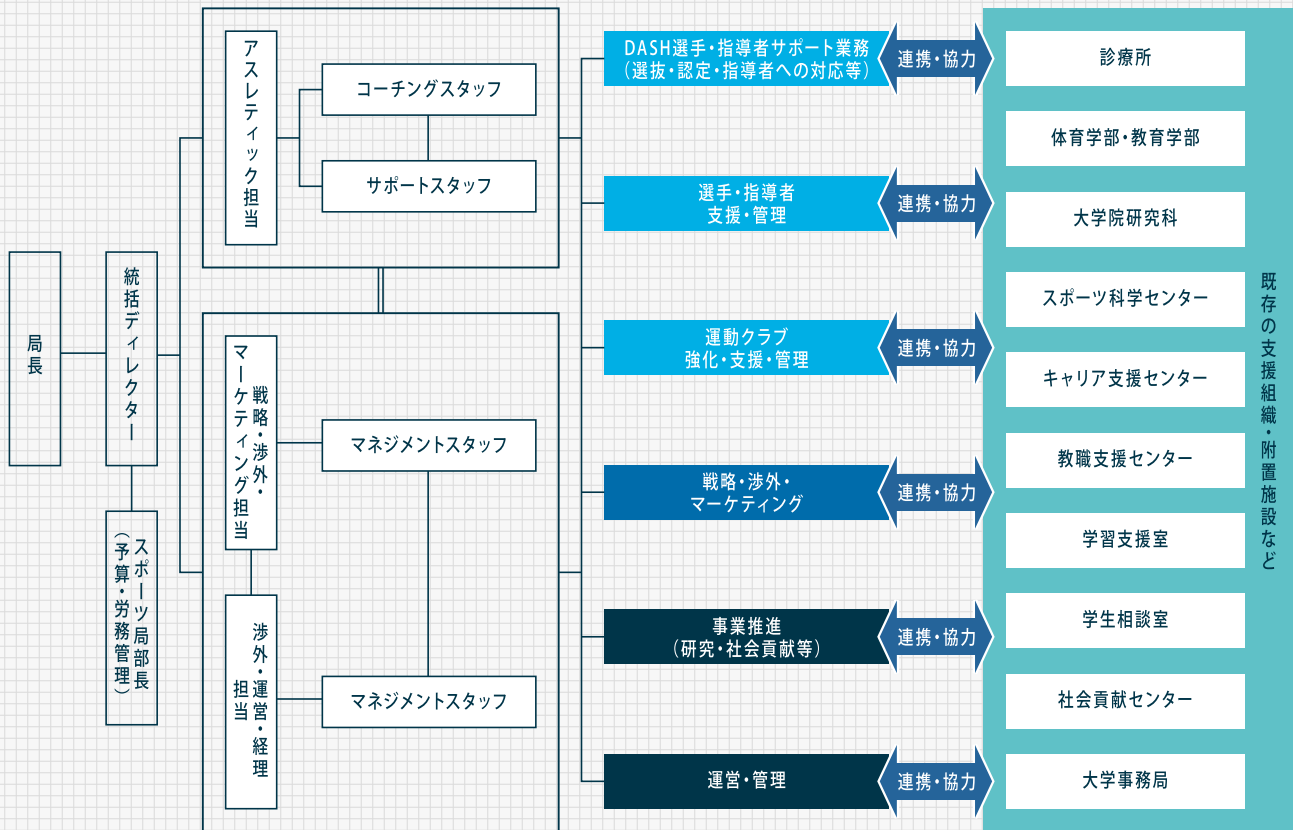 局長
統括ディレクター
スポーツ局部長
（予算・労務管理）
アスレティック担当
コーチングスタッフ
サポートスタッフ
戦略・渉外・
マーケティング担当
マネジメントスタッフ
渉外・運営・経理
担当
マネジメントスタッフ
DASH選手・指導者サポート業務
（選抜・認定・指導者への対応等）
連携・協力
選手・指導者
支援・管理
連携・協力
運動クラブ
強化・支援・管理
連携・協力
戦略・渉外・
マーケティング
連携・協力
事業推進
（研究・社会貢献等）
連携・協力
運営・管理
連携・協力
診療所
体育学部・教育学部
大学院研究科
スポーツ科学センター
キャリア支援センター
教職支援センター
学習支援室
学生相談室
社会貢献センター
大学事務局
既存の支援組織・附置施設など